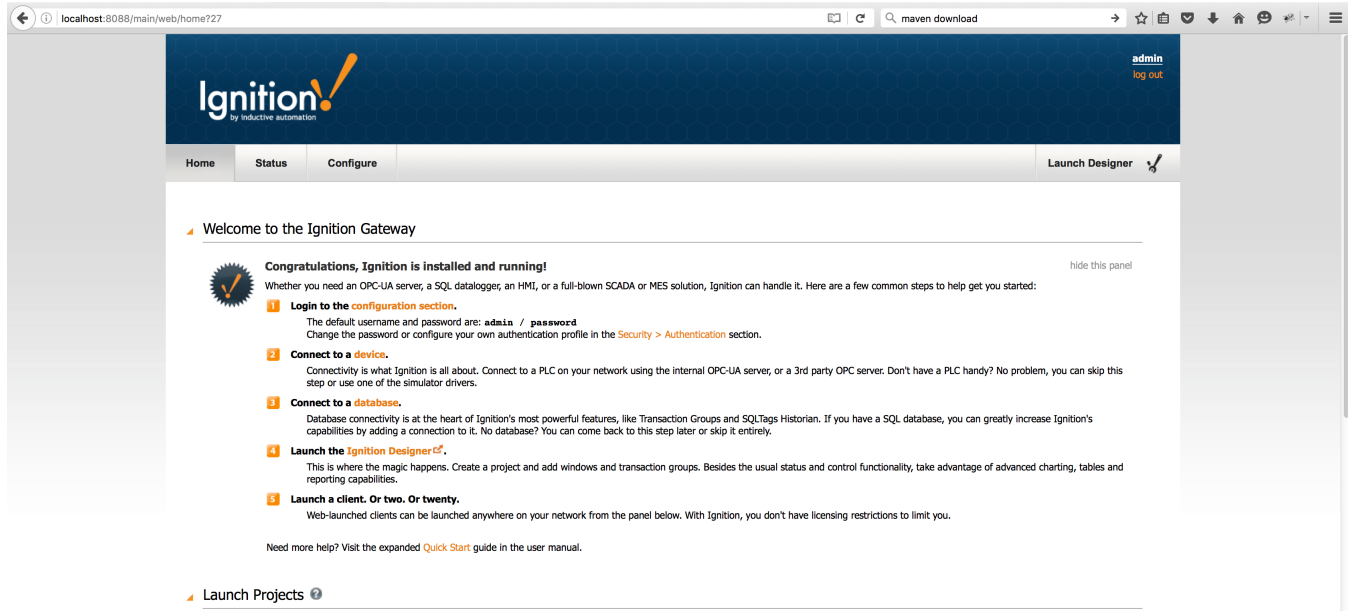 localhost:8088/main/web/home?27
maven download
Ignition!
by inductive automation
admin
log out
Home
Status
Configure
Launch Designer
Welcome to the Ignition Gateway
Congratulations, Ignition is installed and running!
hide this panel
Whether you need an OPC-UA server, a SQL datalogger, an HMI, or a full-blown SCADA or MES solution, Ignition can handle it. Here are a few common steps to help get you started:
1 Login to the configuration section.
The default username and password are: admin / password
Change the password or configure your own authentication profile in the Security > Authentication section.
2 Connect to a device.
Connectivity is what Ignition is all about. Connect to a PLC on your network using the internal OPC-UA server, or a 3rd party OPC server. Don't have a PLC handy? No problem, you can skip this
step or use one of the simulator drivers.
3 Connect to a database.
Database connectivity is at the heart of Ignition's most powerful features, like Transaction Groups and SQLTags Historian. If you have a SQL database, you can greatly increase Ignition's
capabilities by adding a connection to it. No database? You can come back to this step later or skip it entirely.
4 Launch the Ignition Designer.
This is where the magic happens. Create a project and add windows and transaction groups. Besides the usual status and control functionality, take advantage of advanced charting, tables and
reporting capabilities.
5 Launch a client. Or two. Or twenty.
Web-launched clients can be launched anywhere on your network from the panel below. With Ignition, you don't have licensing restrictions to limit you.
Need more help? Visit the expanded Quick Start guide in the user manual.
Launch Projects ?